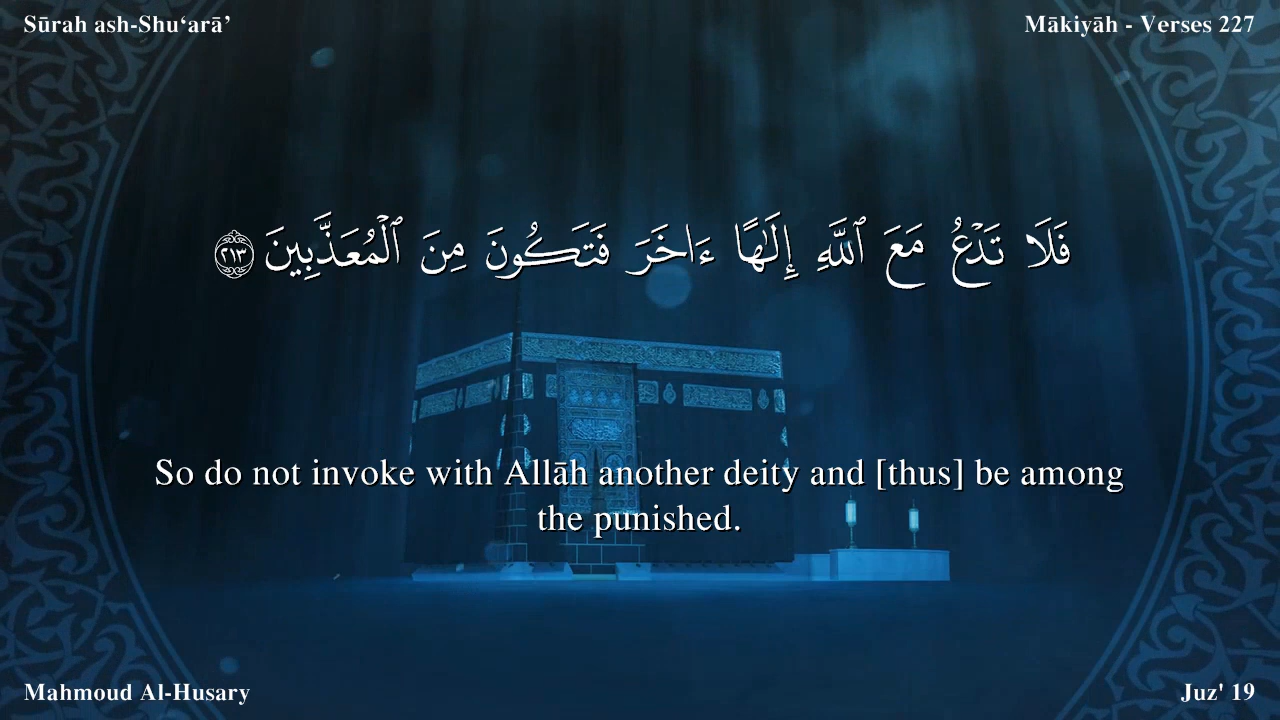 Sūrah ash-Shu‘arā’
Mākiyāh - Verses 227
فَلَا تَدْعُ مَعَ ٱللَّهِ إِلَٰهًا ءَاخَرَ فَتَكُونَ مِنَ ٱلْمُعَذَّبِينَ ٢١٣
So do not invoke with Allāh another deity and [thus] be among
the punished.
Mahmoud Al-Husary
Juz' 19